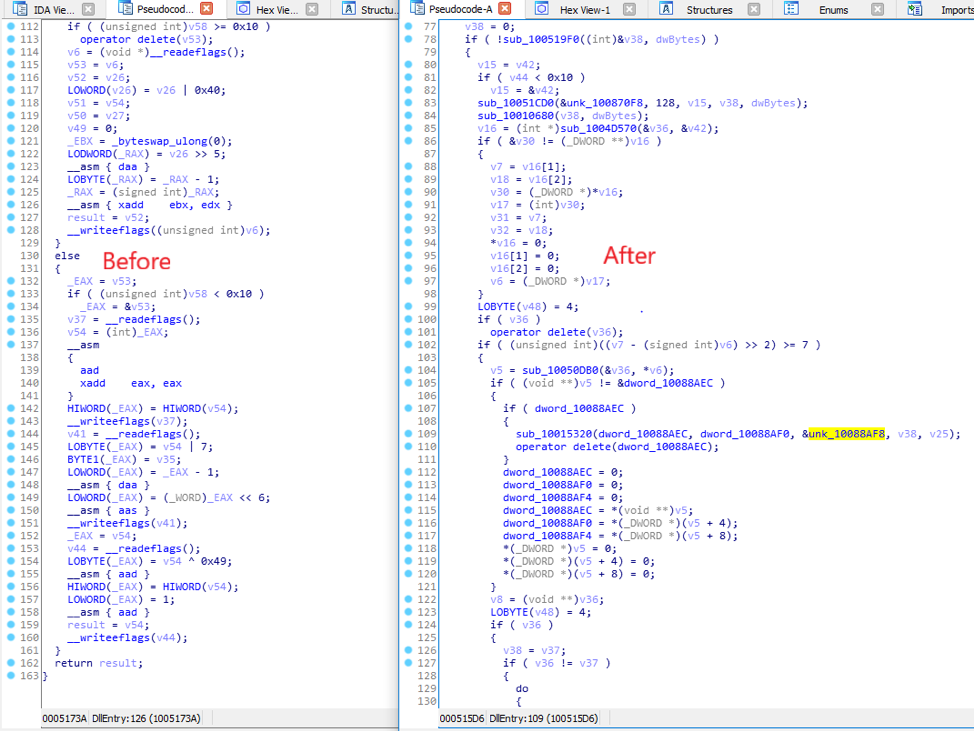 IDA Vie...
Pseudocod...
Hex Vie...
Structu...
112 if ( (unsigned int)v58 >= 0x10 )
113 operator delete(v53);
114 v6 = (void *)__readeflags();
115 v53 = v6;
116 v52 = v26;
117 LOWORD(v26) = v26 | 0x40;
118 v51 = v54;
119 v50 = v27;
120 v49 = 0;
121 _EBX = _byteswap_ulong(0);
122 LODWORD(_RAX) = v26 >> 5;
123 __asm { daa }
124 LOBYTE(_RAX) = _RAX - 1;
125 _RAX = (signed int)_RAX;
126 __asm { xadd ebx, edx }
127 result = v52;
128 __writeeflags((unsigned int)v6);
129 }
130 else
131 {
132 _EAX = v53;
133 if ( (unsigned int)v58 < 0x10 )
134 _EAX = &v53;
135 v37 = __readeflags();
136 v54 = (int)_EAX;
137 __asm
138 {
139 aad
140 xadd eax, eax
141 }
142 HIWORD(_EAX) = HIWORD(v54);
143 __writeeflags(v37);
144 v41 = __readeflags();
145 LOBYTE(_EAX) = v54 | 7;
146 BYTE1(_EAX) = v35;
147 LOWORD(_EAX) = _EAX - 1;
148 __asm { daa }
149 LOWORD(_EAX) = (_WORD)_EAX << 6;
150 __asm { aas }
151 __writeeflags(v41);
152 _EAX = v54;
153 v44 = __readeflags();
154 LOBYTE(_EAX) = v54 ^ 0x49;
155 __asm { aad }
156 HIWORD(_EAX) = HIWORD(v54);
157 LOWORD(_EAX) = 1;
158 __asm { aad }
159 result = v54;
160 __writeeflags(v44);
161 }
162 return result;
163 }
Before
0005173A DllEntry:126 (1005173A)
Pseudocode-A
Hex View-1
Structures
Enums
Imports
77 v38 = 0;
78 if ( !sub_100519F0((int)&v38, dwBytes) )
79 {
80 v15 = v42;
81 if ( v44 < 0x10 )
82 v15 = &v42;
83 sub_10051CD0(&unk_100870F8, 128, v15, v38, dwBytes);
84 sub_10010680(v38, dwBytes);
85 v16 = (int *)sub_1004D570(&v36, &v42);
86 if ( &v30 != (_DWORD **)v16 )
87 {
88 v7 = v16[1];
89 v18 = v16[2];
90 v30 = (_DWORD *)*v16;
91 v17 = (int)v30;
92 v31 = v7;
93 v32 = v18;
94 *v16 = 0;
95 v16[1] = 0;
96 v16[2] = 0;
97 v6 = (_DWORD *)v17;
98 }
99 LOBYTE(v48) = 4;
100 if ( v36 )
101 operator delete(v36);
102 if ( (unsigned int)((v7 - (signed int)v6) >> 2) >= 7 )
103 {
104 v5 = sub_10050DB0(&v36, *v6);
105 if ( (void **)v5 != &dword_10088AEC )
106 {
107 if ( dword_10088AEC )
108 {
109 sub_10015320(dword_10088AEC, dword_10088AF0, &unk_10088AF8, v38, v25);
110 operator delete(dword_10088AEC);
111 }
112 dword_10088AEC = 0;
113 dword_10088AF0 = 0;
114 dword_10088AF4 = 0;
115 dword_10088AEC = *(void **)v5;
116 dword_10088AF0 = *(_DWORD *)(v5 + 4);
117 dword_10088AF4 = *(_DWORD *)(v5 + 8);
118 *(_DWORD *)v5 = 0;
119 *(_DWORD *)(v5 + 4) = 0;
120 *(_DWORD *)(v5 + 8) = 0;
121 }
122 v8 = (void **)v36;
123 LOBYTE(v48) = 4;
124 if ( v36 )
125 {
126 v38 = v37;
127 if ( v36 != v37 )
128 {
129 do
130 {
After
000515D6 DllEntry:109 (100515D6)